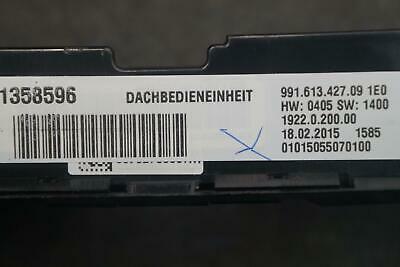 1358596
DACHBEDIENEINHEIT
991.613.427.09 1E0
HW: 0405 SW: 1400
1922.0.200.00
18.02.2015 1585
01015055070100